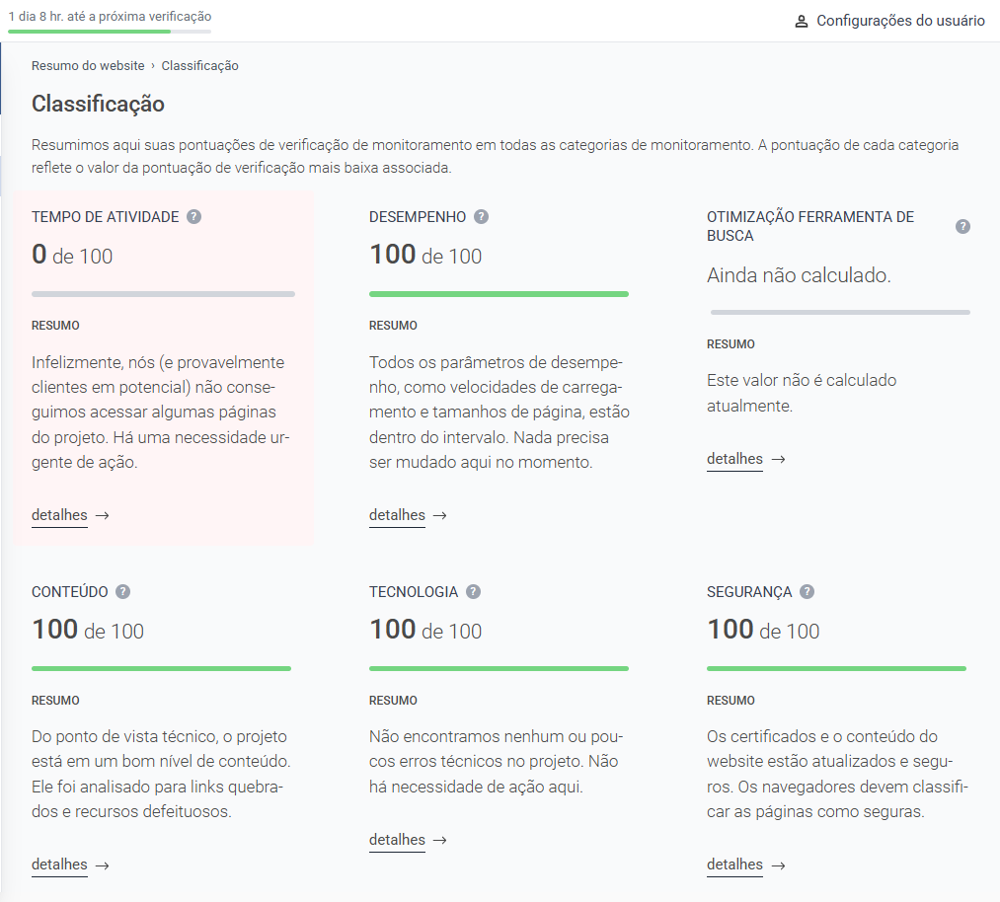 1 dia 8 hr. até a próxima verificação
Configurações do usuário
Resumo do website › Classificação
Classificação
Resumimos aqui suas pontuações de verificação de monitoramento em todas as categorias de monitoramento. A pontuação de cada categoria
reflete o valor da pontuação de verificação mais baixa associada.
TEMPO DE ATIVIDADE ?
0 de 100
RESUMO
Infelizmente, nós (e provavelmente
clientes em potencial) não conse-
guimos acessar algumas páginas
do projeto. Há uma necessidade ur-
gente de ação.
detalhes →
DESEMPENHO ?
100 de 100
RESUMO
Todos os parâmetros de desempe-
nho, como velocidades de carrega-
mento e tamanhos de página, estão
dentro do intervalo. Nada precisa
ser mudado aqui no momento.
detalhes →
OTIMIZAÇÃO FERRAMENTA DE
BUSCA ?
Ainda não calculado.
RESUMO
Este valor não é calculado
atualmente.
detalhes →
CONTEÚDO ?
100 de 100
RESUMO
Do ponto de vista técnico, o projeto
está em um bom nível de conteúdo.
Ele foi analisado para links quebra-
dos e recursos defeituosos.
detalhes →
TECNOLOGIA ?
100 de 100
RESUMO
Não encontramos nenhum ou pou-
cos erros técnicos no projeto. Não
há necessidade de ação aqui.
detalhes →
SEGURANÇA ?
100 de 100
RESUMO
Os certificados e o conteúdo do
website estão atualizados e segu-
ros. Os navegadores devem classifi-
car as páginas como seguras.
detalhes →